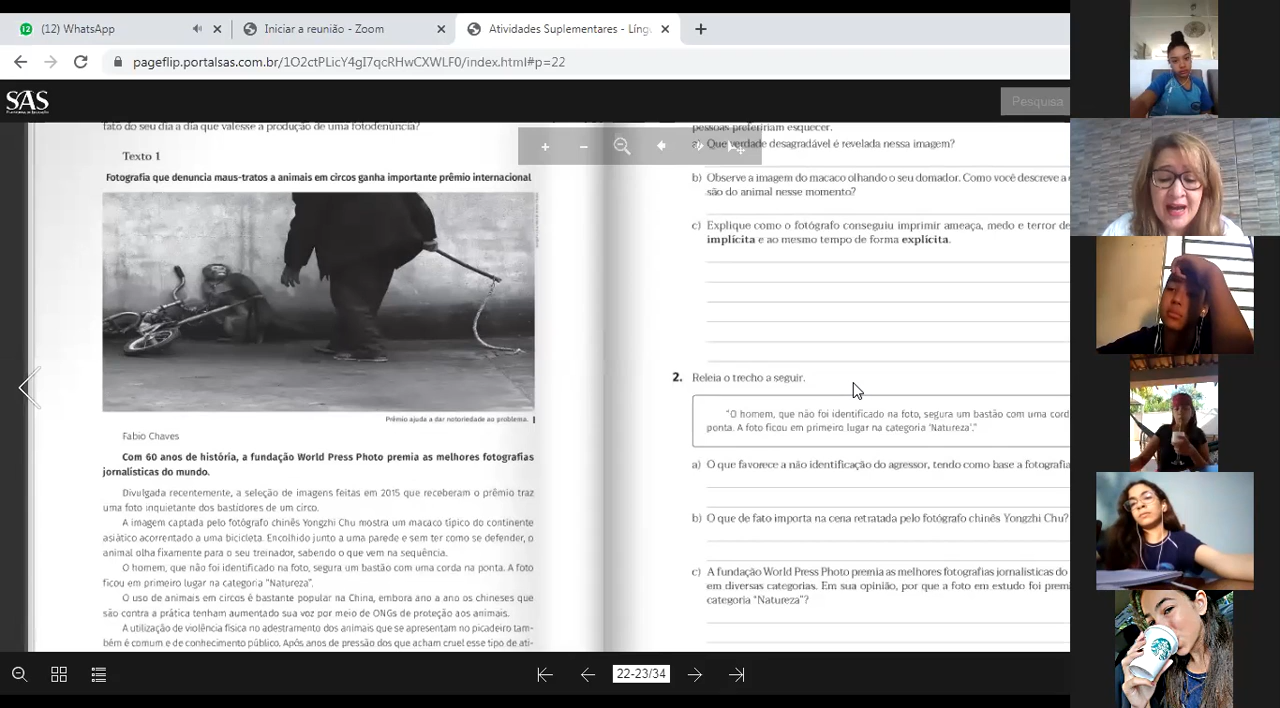 (12) WhatsApp
Iniciar a reunião - Zoom
Atividades Suplementares - Líng
pageflip.portalsas.com.br/1O2ctPLicY4gI7qcRHwCXWLF0/index.html#p=22
SAS
Pesquisa
fato do seu dia a dia que valesse a produção de uma fotodenúncia?
Texto 1
Fotografia que denuncia maus-tratos a animais em circos ganha importante prêmio internacional
Prêmio ajuda a dar notoriedade ao problema.
Fabio Chaves
Com 60 anos de história, a fundação World Press Photo premia as melhores fotografias
jornalísticas do mundo.
Divulgada recentemente, a seleção de imagens feitas em 2015 que receberam o prêmio traz
uma foto inquietante dos bastidores de um circo.
A imagem captada pelo fotógrafo chinês Yongzhi Chu mostra um macaco típico do continente
asiático acorrentado a uma bicicleta. Encolhido junto a uma parede e sem ter como se defender, o
animal olha fixamente para o seu treinador, sabendo o que vem na sequência.
O homem, que não foi identificado na foto, segura um bastão com uma corda na ponta. A foto
ficou em primeiro lugar na categoria "Natureza".
O uso de animais em circos é bastante popular na China, embora ano a ano os chineses que
são contra a prática tenham aumentado sua voz por meio de ONGs de proteção aos animais.
A utilização de violência física no adestramento dos animais que se apresentam no picadeiro tam-
bém é comum e de conhecimento público. Após anos de pressão dos que acham cruel esse tipo de ati-
pessoas prefeririam esquecer.
a) Que verdade desagradável é revelada nessa imagem?
b) Observe a imagem do macaco olhando o seu domador. Como você descreve a
são do animal nesse momento?
c) Explique como o fotógrafo conseguiu imprimir ameaça, medo e terror de
implícita e ao mesmo tempo de forma explícita.
2. Releia o trecho a seguir.
"O homem, que não foi identificado na foto, segura um bastão com uma corda
ponta. A foto ficou em primeiro lugar na categoria 'Natureza'."
a) O que favorece a não identificação do agressor, tendo como base a fotografia
b) O que de fato importa na cena retratada pelo fotógrafo chinês Yongzhi Chu?
c) A fundação World Press Photo premia as melhores fotografias jornalísticas do
em diversas categorias. Em sua opinião, por que a foto em estudo foi prem
categoria "Natureza"?
22-23/34